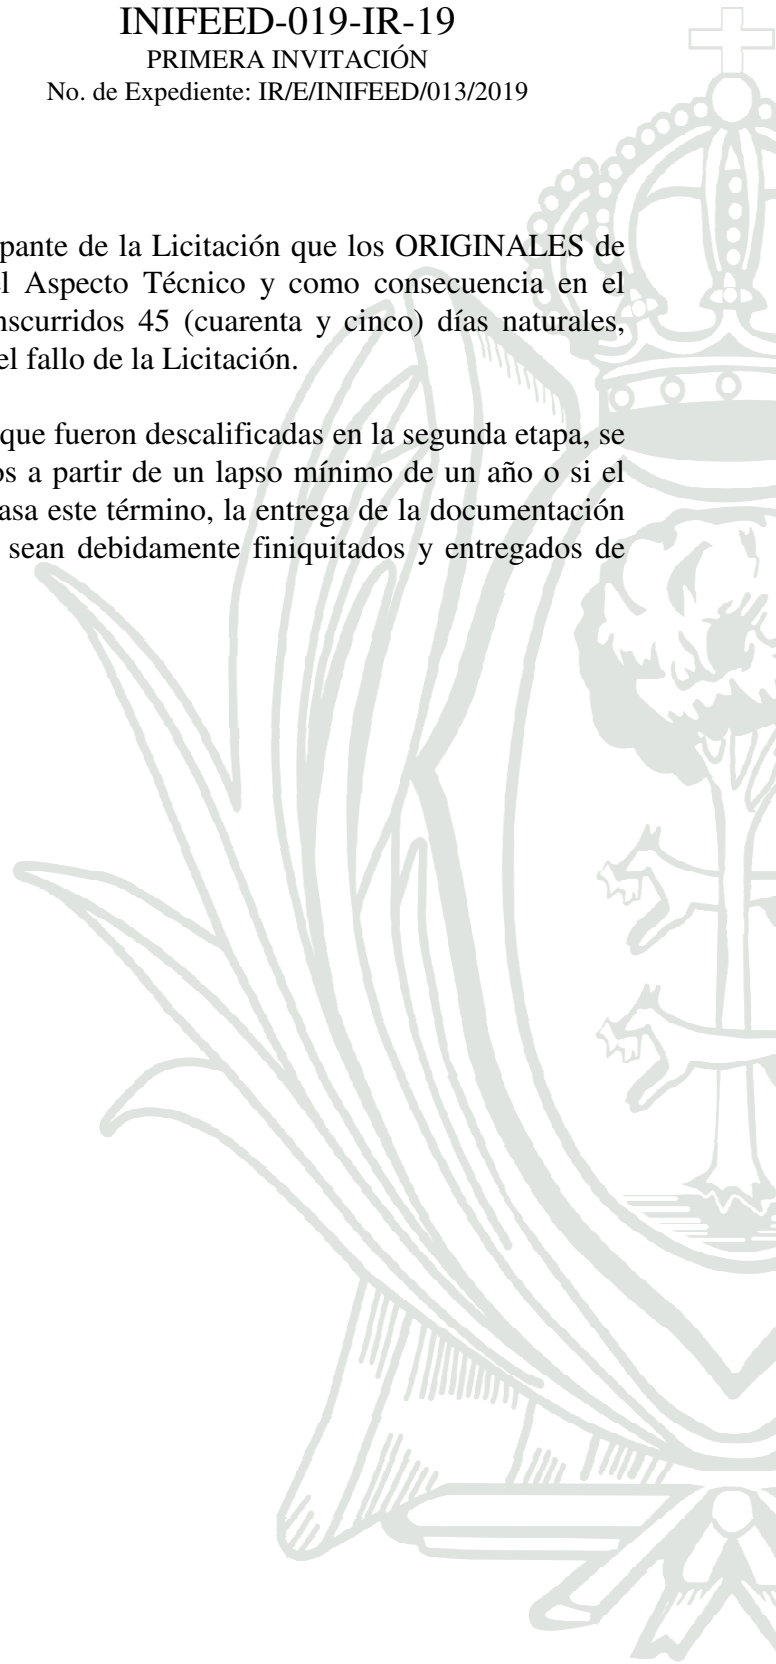 INIFEED-019-IR-19
PRIMERA INVITACIÓN
No. de Expediente: IR/E/INIFEED/013/2019
pante de la Licitación que los ORIGINALES de
l Aspecto Técnico y como consecuencia en el
nscurridos 45 (cuarenta y cinco) días naturales,
el fallo de la Licitación.
que fueron descalificadas en la segunda etapa, se
os a partir de un lapso mínimo de un año o si el
asa este término, la entrega de la documentación
sean debidamente finiquitados y entregados de